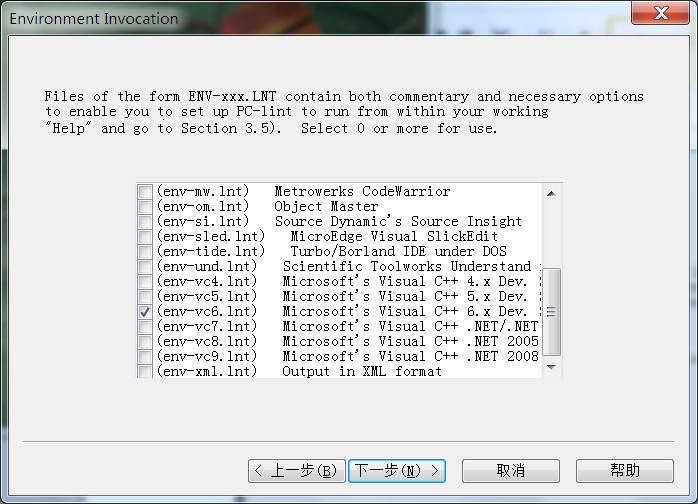 Environment Invocation
Files of the form ENV-xxx.LNT contain both commentary and necessary options
to enable you to set up PC-lint to run from within your working
"Help" and go to Section 3.5).  Select 0 or more for use.
(env-mw.lnt)   Metrowerks CodeWarrior
(env-om.lnt)   Object Master
(env-si.lnt)   Source Dynamic's Source Insight
(env-sled.lnt)   MicroEdge Visual SlickEdit
(env-tide.lnt)   Turbo/Borland IDE under DOS
(env-und.lnt)   Scientific Toolworks Understand
(env-vc4.lnt)   Microsoft's Visual C++ 4.x Dev.
(env-vc5.lnt)   Microsoft's Visual C++ 5.x Dev.
(env-vc6.lnt)   Microsoft's Visual C++ 6.x Dev.
(env-vc7.lnt)   Microsoft's Visual C++ .NET/.NET
(env-vc8.lnt)   Microsoft's Visual C++ .NET 2005
(env-vc9.lnt)   Microsoft's Visual C++ .NET 2008
(env-xml.lnt)   Output in XML format
< 上一步(B) 下一步(N) > 取消 帮助